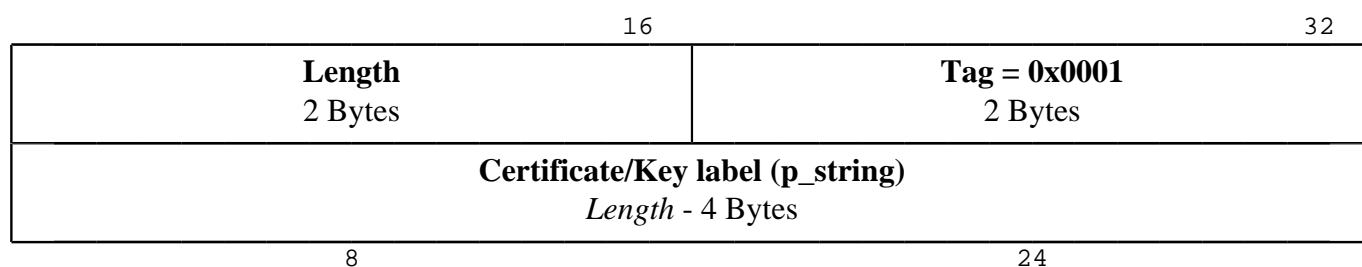 16 32
Length Tag = 0x0001
2 Bytes 2 Bytes
Certificate/Key label (p_string)
Length - 4 Bytes
8 24